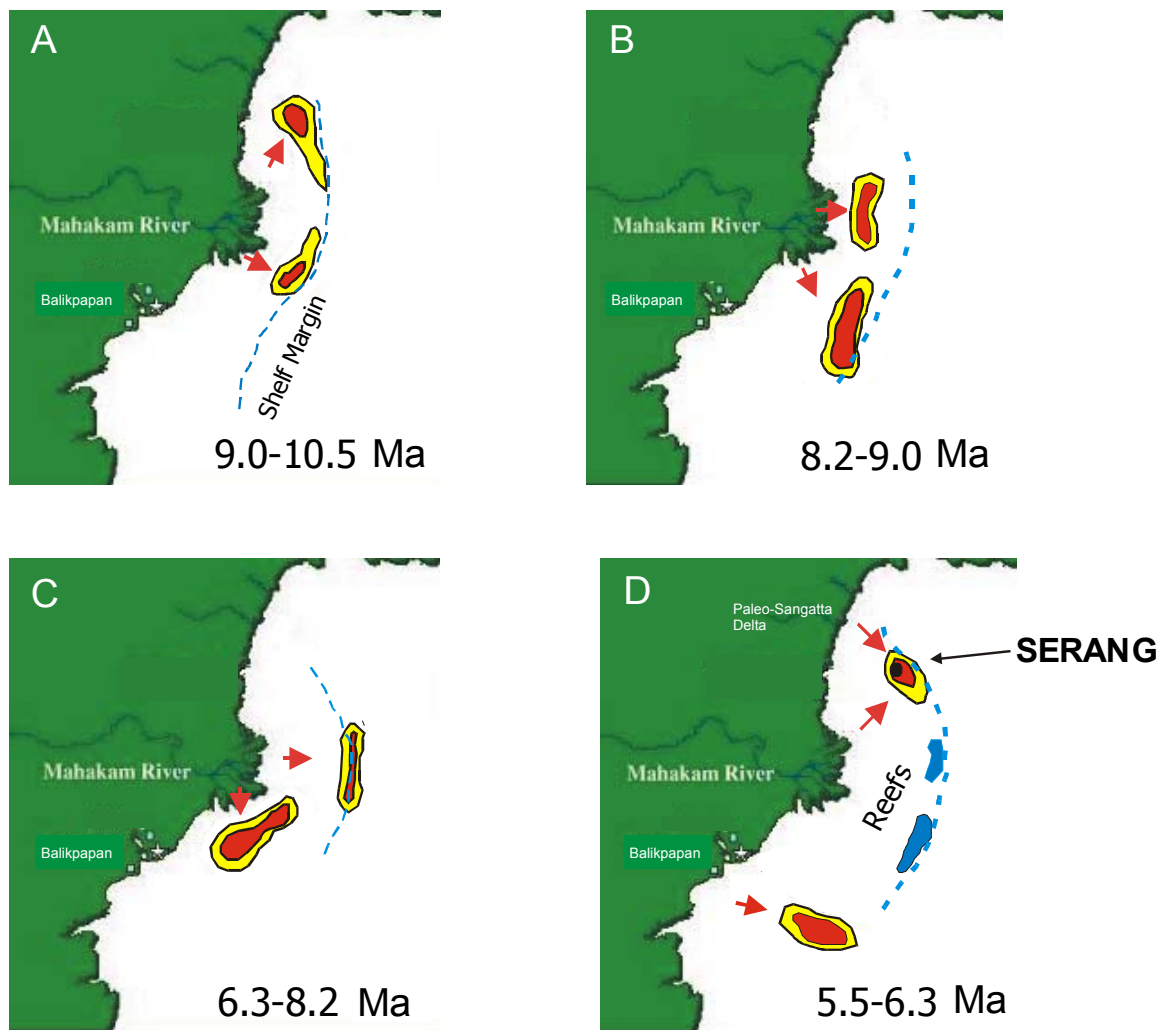 A
Mahakam River
Balikpapan
Shelf Margin
9.0-10.5 Ma
B
Mahakam River
Balikpapan
8.2-9.0 Ma
C
Mahakam River
Balikpapan
6.3-8.2 Ma
D
Paleo-Sangatta
Delta
SERANG
Mahakam River
Reefs
Balikpapan
5.5-6.3 Ma